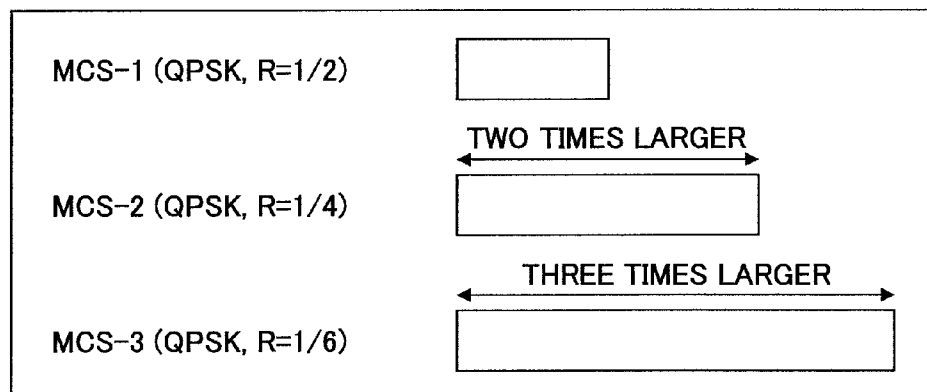 MCS-1 (QPSK, R=1/2)
TWO TIMES LARGER
MCS-2 (QPSK, R=1/4)
THREE TIMES LARGER
MCS-3 (QPSK, R=1/6)